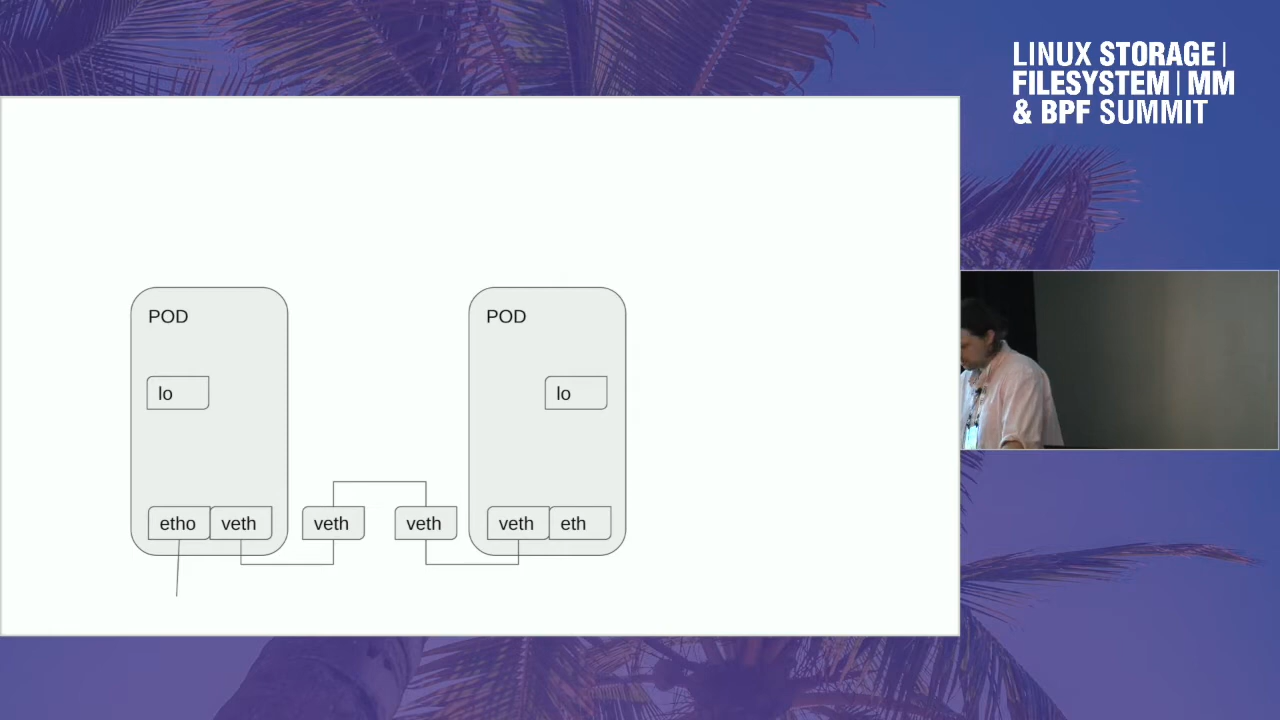 LINUX STORAGE |
FILESYSTEM | MM
& BPF SUMMIT
POD
POD
lo
lo
etho
veth
veth
veth
veth
eth